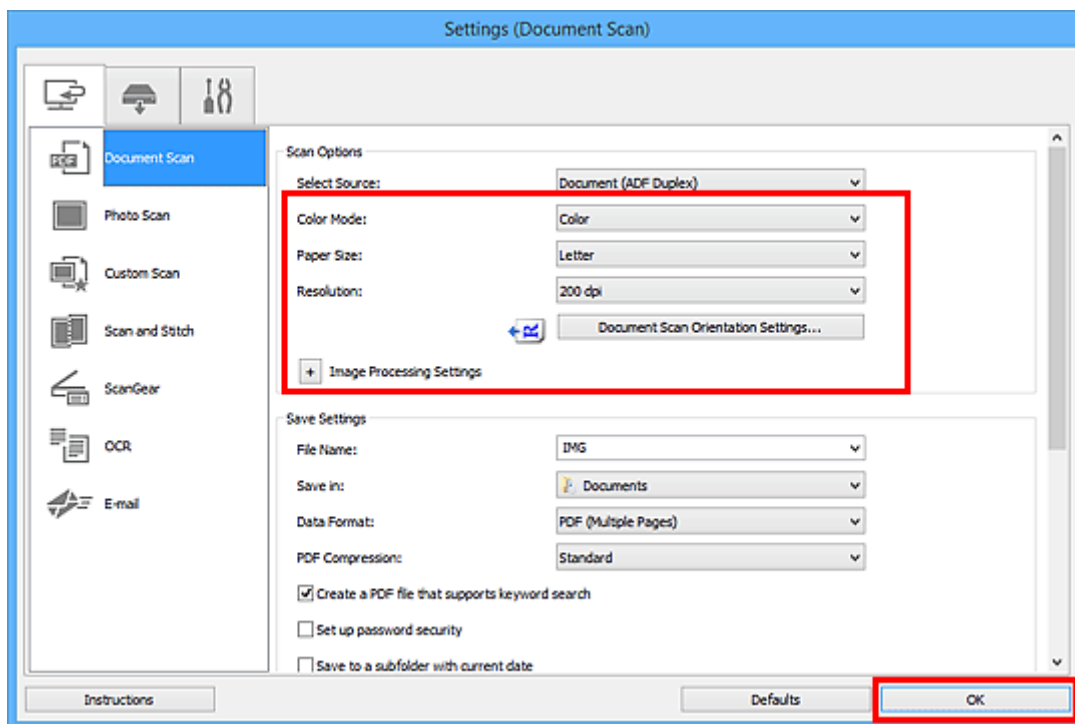 Settings (Document Scan)
PDF
Document Scan
Photo Scan
Custom Scan
Scan and Stitch
ScanGear
OCR
E-mail
Scan Options
Select Source: Document (ADF Duplex)
Color Mode: Color
Paper Size: Letter
Resolution: 200 dpi
R Document Scan Orientation Settings...
+ Image Processing Settings
Save Settings
File Name: IMG
Save in: Documents
Data Format: PDF (Multiple Pages)
PDF Compression: Standard
Create a PDF file that supports keyword search
Set up password security
Save to a subfolder with current date
Instructions Defaults OK